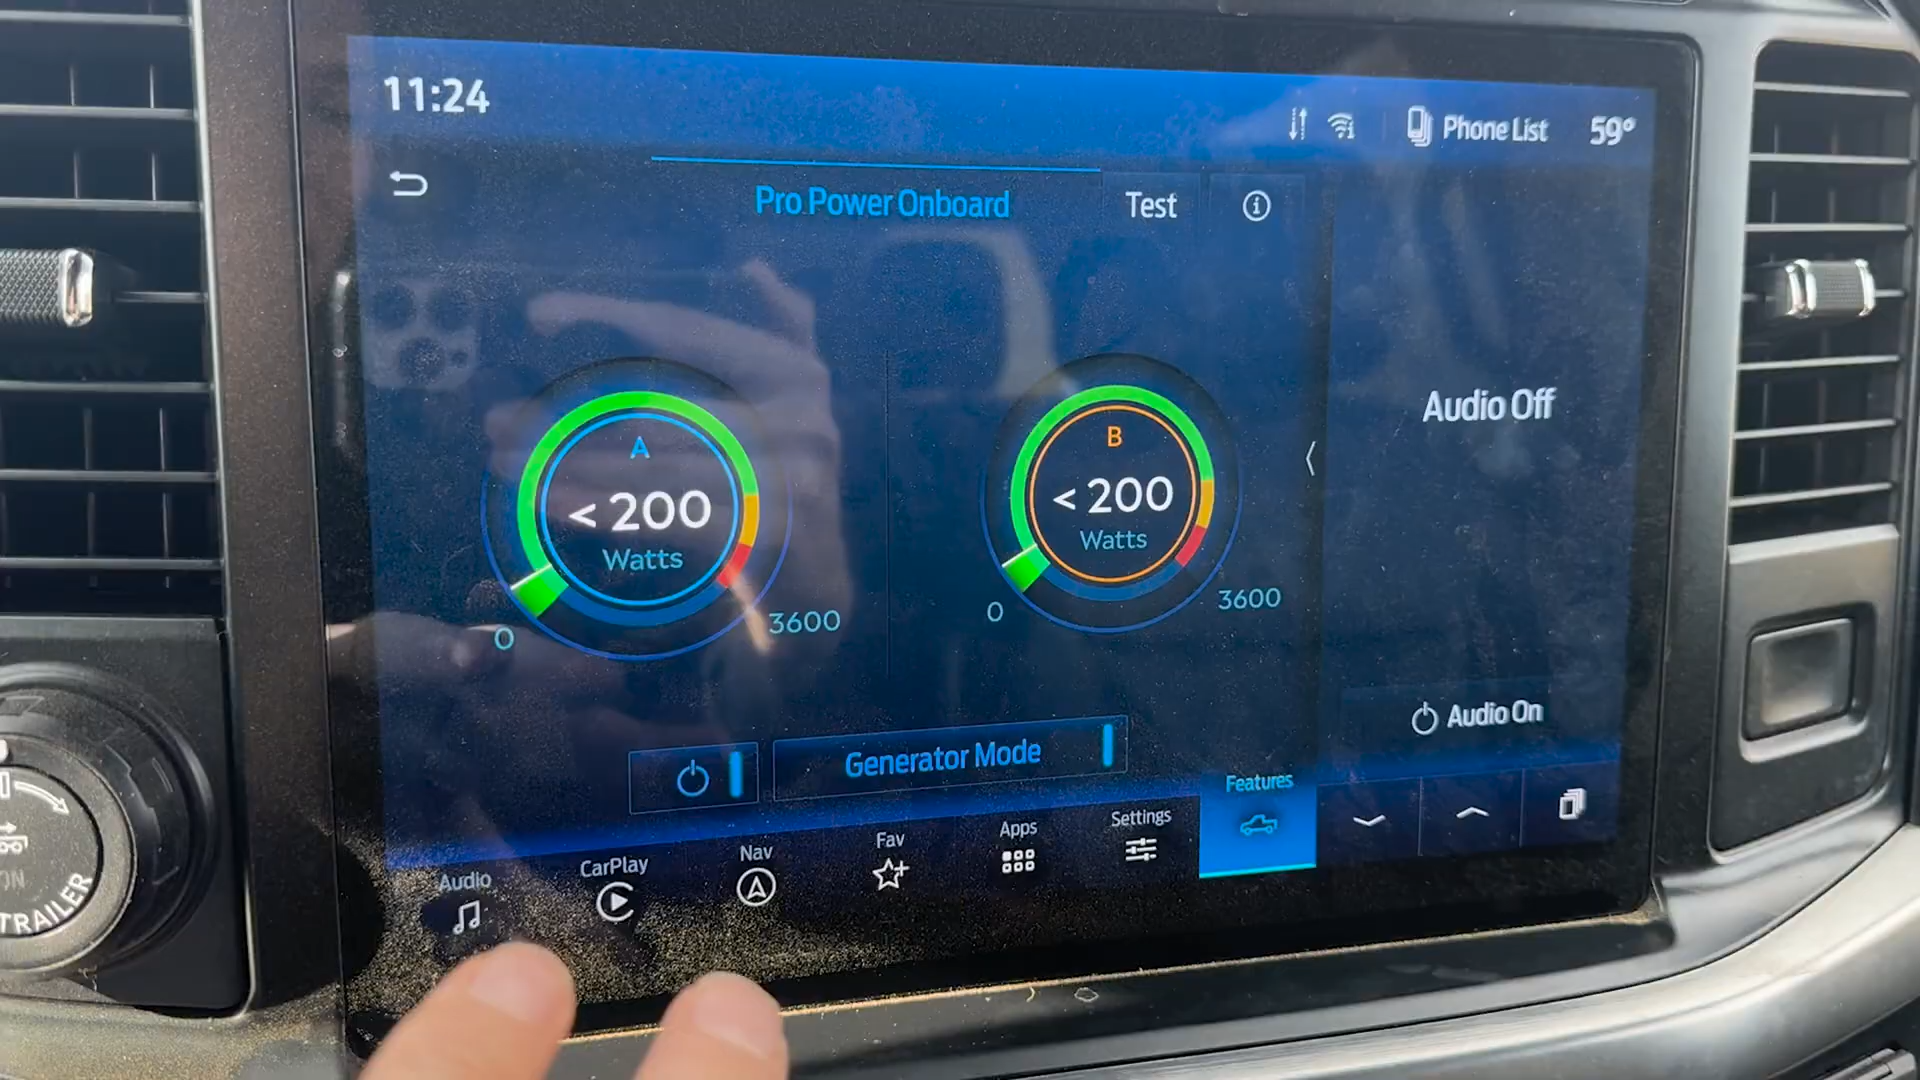 11:24
Phone List
59°
Pro Power Onboard
Test
A
< 200
Watts
0
3600
B
< 200
Watts
0
3600
Audio Off
Audio On
Generator Mode
Audio
CarPlay
Nav
Fav
Apps
Settings
Features
ON
TRAILER